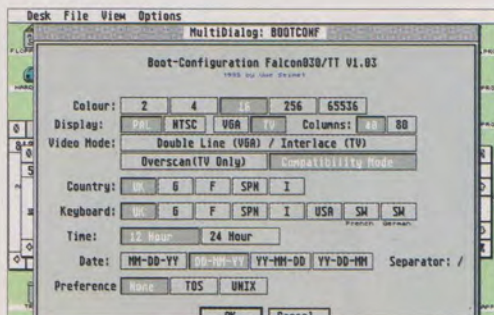 Desk File View Options
MultiDialog: BOOTCONF
Boot-Configuration Falcon030/TT V1.03
Colour: 2 4 16 256 65536
Display: PAL NTSC VGA TV Columns: 40 80
Video Mode: Double Line (VGA) / Interlace (TV)
Overscan(TV Only) Compatibility Mode
Country: UK G F SPN I
Keyboard: UK G F SPN I USA SW SW
French German
Time: 12 Hour 24 Hour
Date: MM-DD-YY DD-MM-YY YY-MM-DD YY-DD-MM Separator: /
Preference None TOS UNIX
OK Cancel